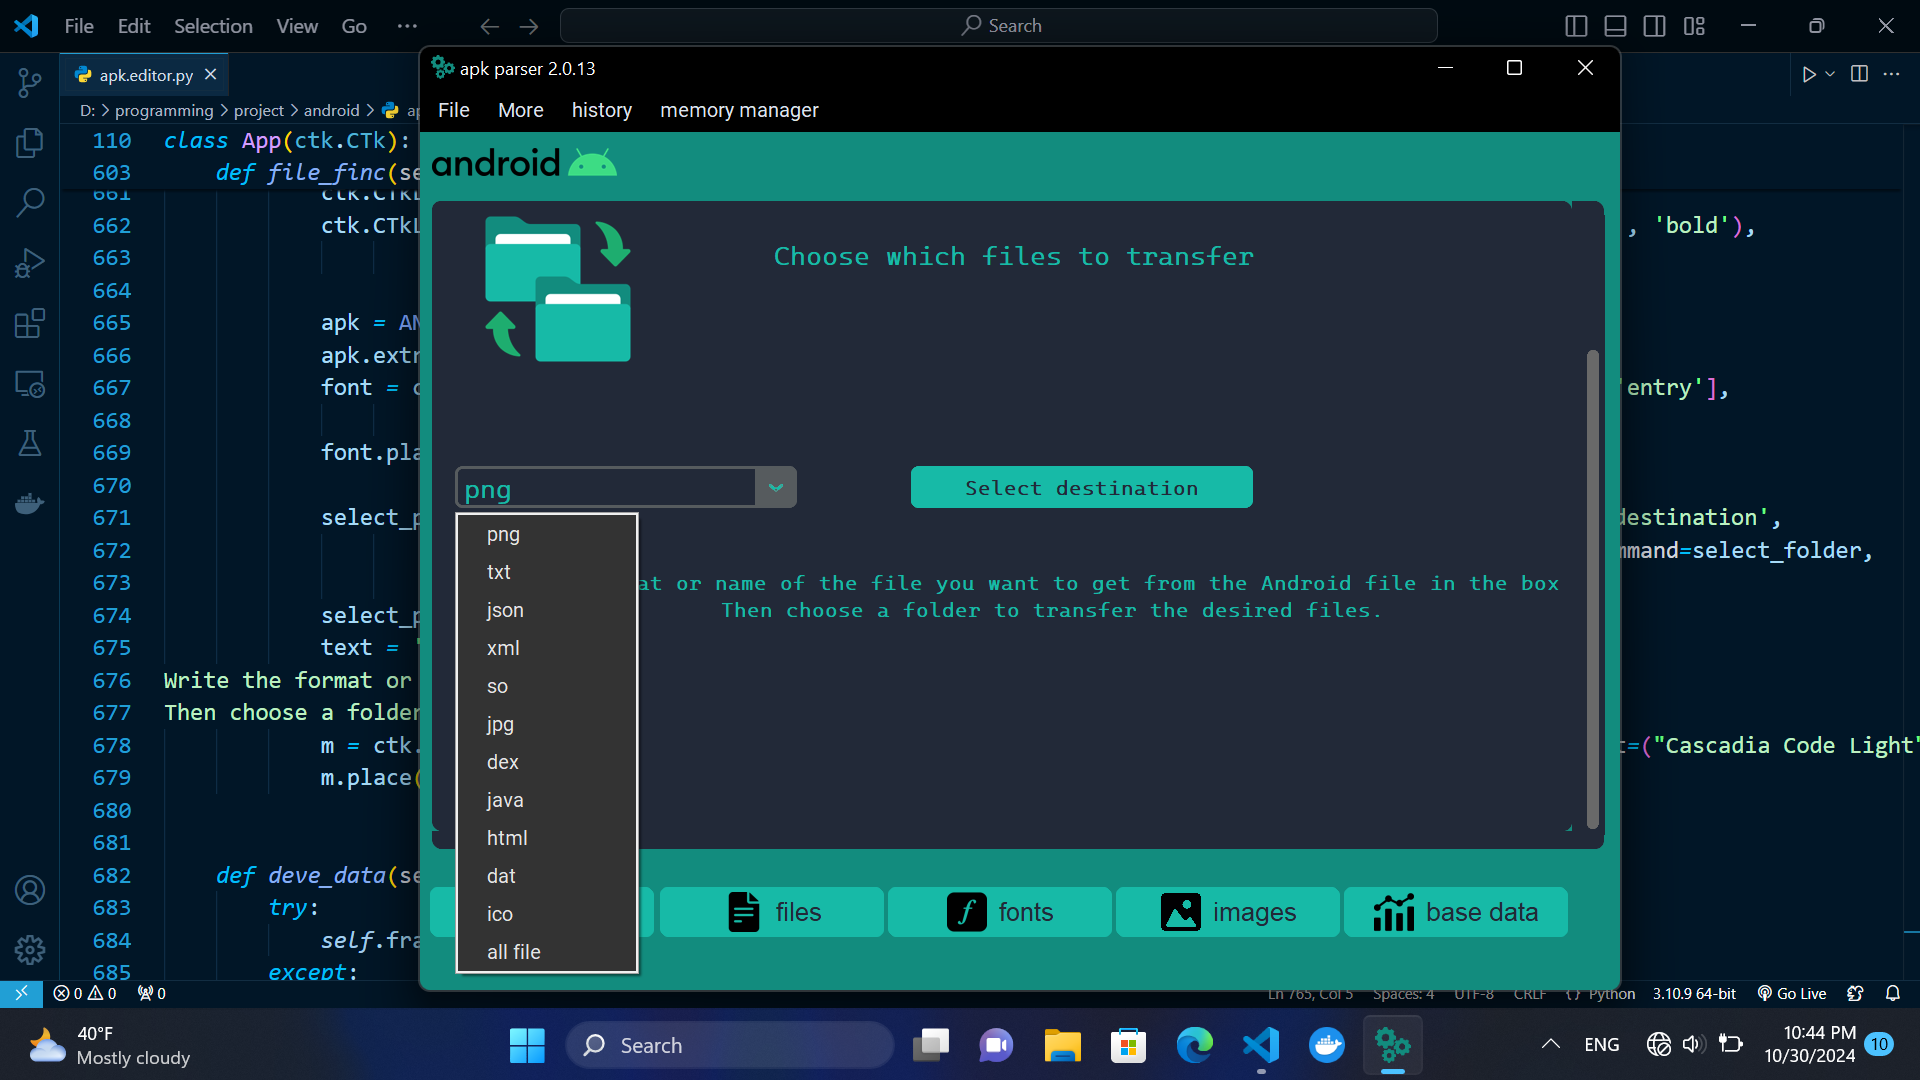 File Edit Selection View Go ··· Search
apk.editor.py
D: > programming > project > android >
apk parser 2.0.13
File More history memory manager
android
110 class App(ctk.CTk):
603 def file_finc(
661
662 ctk.CTk
663
664
665 apk =
666 apk.extr
667 font =
668
669 font.pla
670
671 select_p
672
673
674 select_p
675 text = '
676 Write the format or
677 Then choose a folder
678 m = ctk.
679 m.place(
680
681
682 def deve_data(se
683 try:
684 self.fra
685 except:
Choose which files to transfer
png
Select destination
at or name of the file you want to get from the Android file in the box
Then choose a folder to transfer the desired files.
png
txt
json
xml
so
jpg
dex
java
html
dat
ico
all file
files
fonts
images
base data
, 'bold'),
'entry'],
destination',
mmand=select_folder,
=("Cascadia Code Light"
0 0 0
Ln 765, Col 5 Spaces: 4 UTF-8 CRLF {} Python 3.10.9 64-bit Go Live
40°F
Mostly cloudy
Search
ENG
10:44 PM
10/30/2024
10